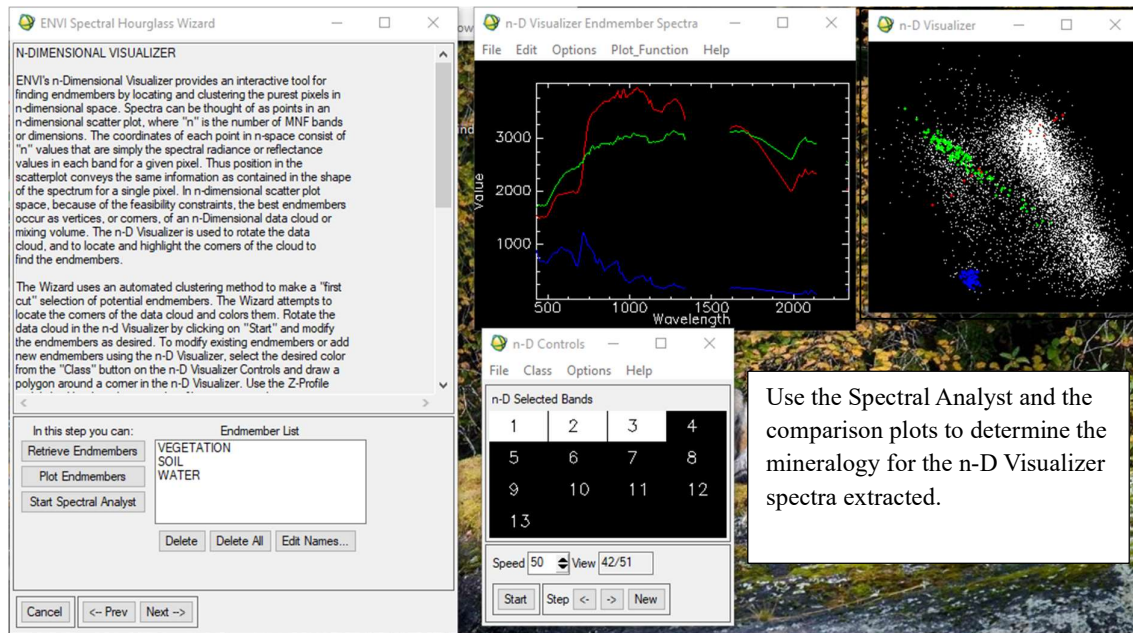 ENVI Spectral Hourglass Wizard
N-DIMENSIONAL VISUALIZER
ENVI's n-Dimensional Visualizer provides an interactive tool for
finding endmembers by locating and clustering the purest pixels in
n-dimensional space. Spectra can be thought of as points in an
n-dimensional scatter plot, where "n" is the number of MNF bands
or dimensions. The coordinates of each point in n-space consist of
"n" values that are simply the spectral radiance or reflectance
values in each band for a given pixel. Thus position in the
scatterplot conveys the same information as contained in the shape
of the spectrum for a single pixel. In n-dimensional scatter plot
space, because of the feasibility constraints, the best endmembers
occur as vertices, or corners, of an n-Dimensional data cloud or
mixing volume. The n-D Visualizer is used to rotate the data
cloud, and to locate and highlight the corners of the cloud to
find the endmembers.
The Wizard uses an automated clustering method to make a "first
cut" selection of potential endmembers. The Wizard attempts to
locate the corners of the data cloud and colors them. Rotate the
data cloud in the n-d Visualizer by clicking on "Start" and modify
the endmembers as desired. To modify existing endmembers or add
new endmembers using the n-D Visualizer, select the desired color
from the "Class" button on the n-D Visualizer Controls and draw a
polygon around a corner in the n-D Visualizer. Use the Z-Profile
In this step you can:
Endmember List
Retrieve Endmembers
Plot Endmembers
Start Spectral Analyst
VEGETATION
SOIL
WATER
Delete
Delete All
Edit Names...
Cancel
<-- Prev
Next -->
n-D Visualizer Endmember Spectra
File Edit Options Plot_Function Help
Value
3000
2000
1000
500 1000 1500 2000
Wavelength
n-D Visualizer
n-D Controls
File Class Options Help
n-D Selected Bands
1 2 3 4
5 6 7 8
9 10 11 12
13
Speed 50 View 42/51
Start Step <- -> New
Use the Spectral Analyst and the
comparison plots to determine the
mineralogy for the n-D Visualizer
spectra extracted.